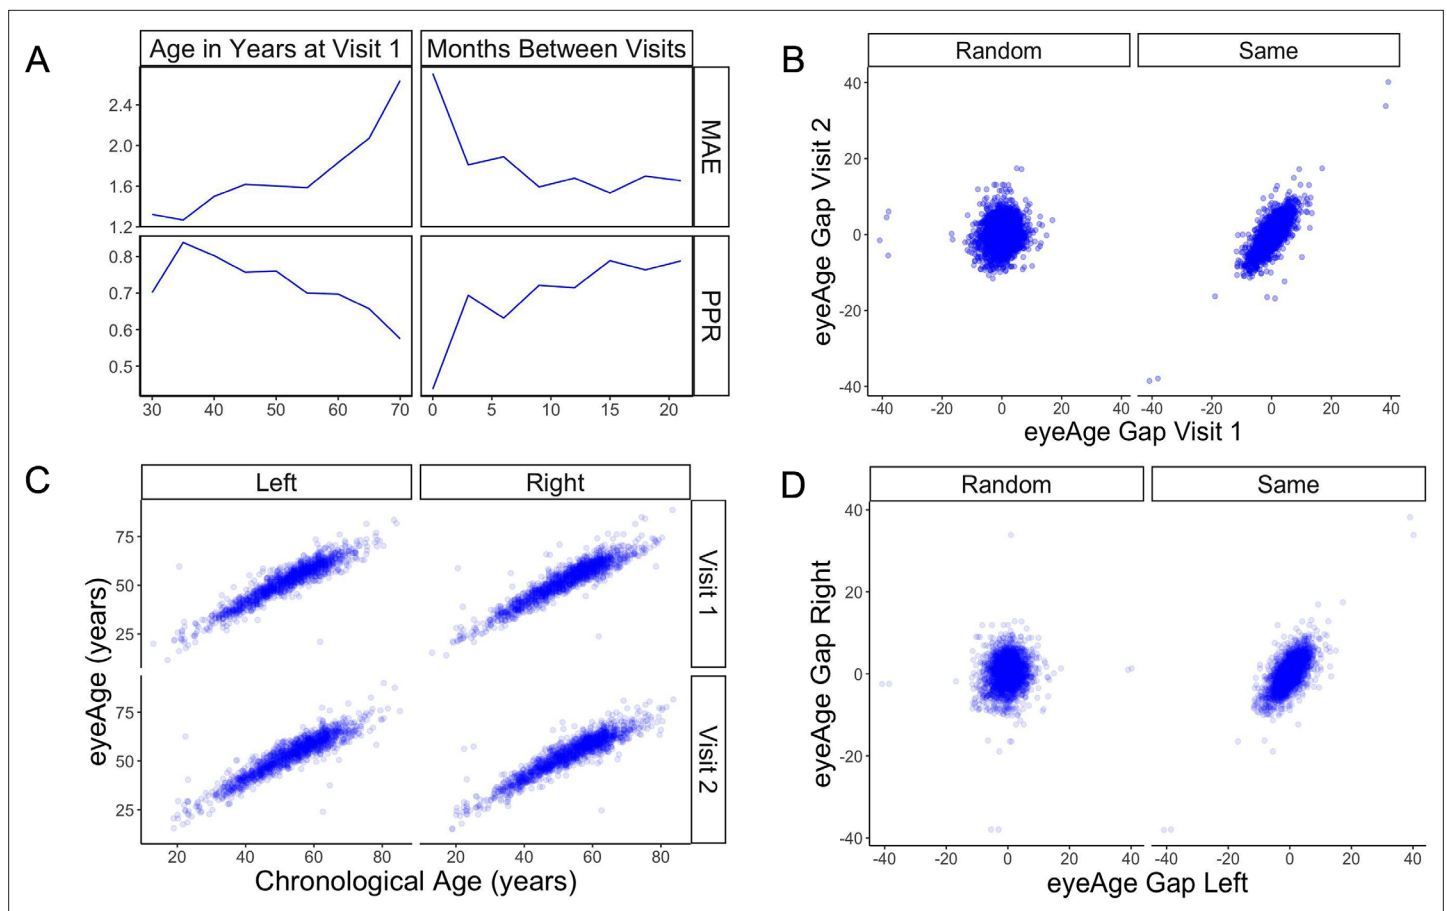 A
Age in Years at Visit 1
Months Between Visits
2.4
2.0
1.6
1.2
MAE
0.8
0.7
0.6
0.5
PPR
30 40 50 60 70
0 5 10 15 20
B
Random
Same
eyeAge Gap Visit 2
40
20
0
-20
-40
-40 -20 0 20 40
-40 -20 0 20 40
eyeAge Gap Visit 1
C
Left
Right
eyeAge (years)
75
50
25
Visit 1
75
50
25
Visit 2
20 40 60 80
20 40 60 80
Chronological Age (years)
D
Random
Same
eyeAge Gap Right
40
20
0
-20
-40
-40 -20 0 20 40
-40 -20 0 20 40
eyeAge Gap Left